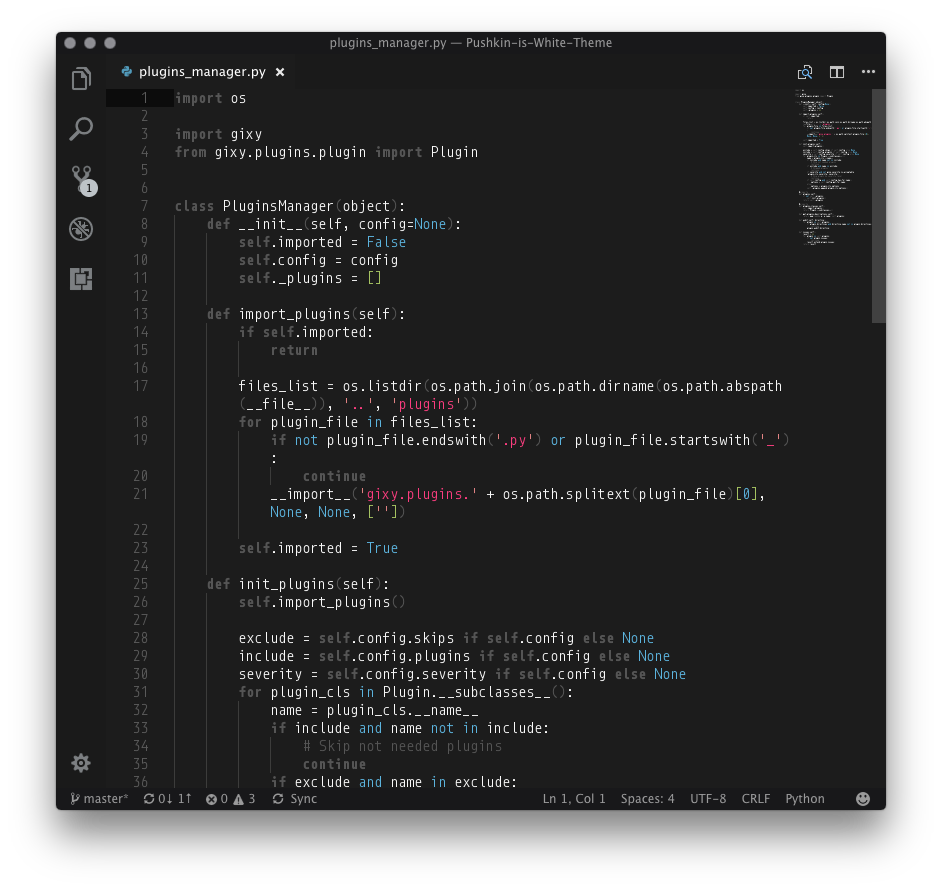 plugins_manager.py — Pushkin-is-White-Theme
plugins_manager.py ×
1 import os
2
3 import gixy
4 from gixy.plugins.plugin import Plugin
5
6
7 class PluginsManager(object):
8     def __init__(self, config=None):
9         self.imported = False
10         self.config = config
11         self._plugins = []
12
13     def import_plugins(self):
14         if self.imported:
15             return
16
17         files_list = os.listdir(os.path.join(os.path.dirname(os.path.abspath
(__file__)), '..', 'plugins'))
18         for plugin_file in files_list:
19             if not plugin_file.endswith('.py') or plugin_file.startswith('_')
:
20                 continue
21             __import__('gixy.plugins.' + os.path.splitext(plugin_file)[0],
None, None, [''])
22
23         self.imported = True
24
25     def init_plugins(self):
26         self.import_plugins()
27
28         exclude = self.config.skips if self.config else None
29         include = self.config.plugins if self.config else None
30         severity = self.config.severity if self.config else None
31         for plugin_cls in Plugin.__subclasses__():
32             name = plugin_cls.__name__
33             if include and name not in include:
34                 # Skip not needed plugins
35                 continue
36             if exclude and name in exclude:
1
master* 0↓ 1↑ 0 3 Sync Ln 1, Col 1 Spaces: 4 UTF-8 CRLF Python